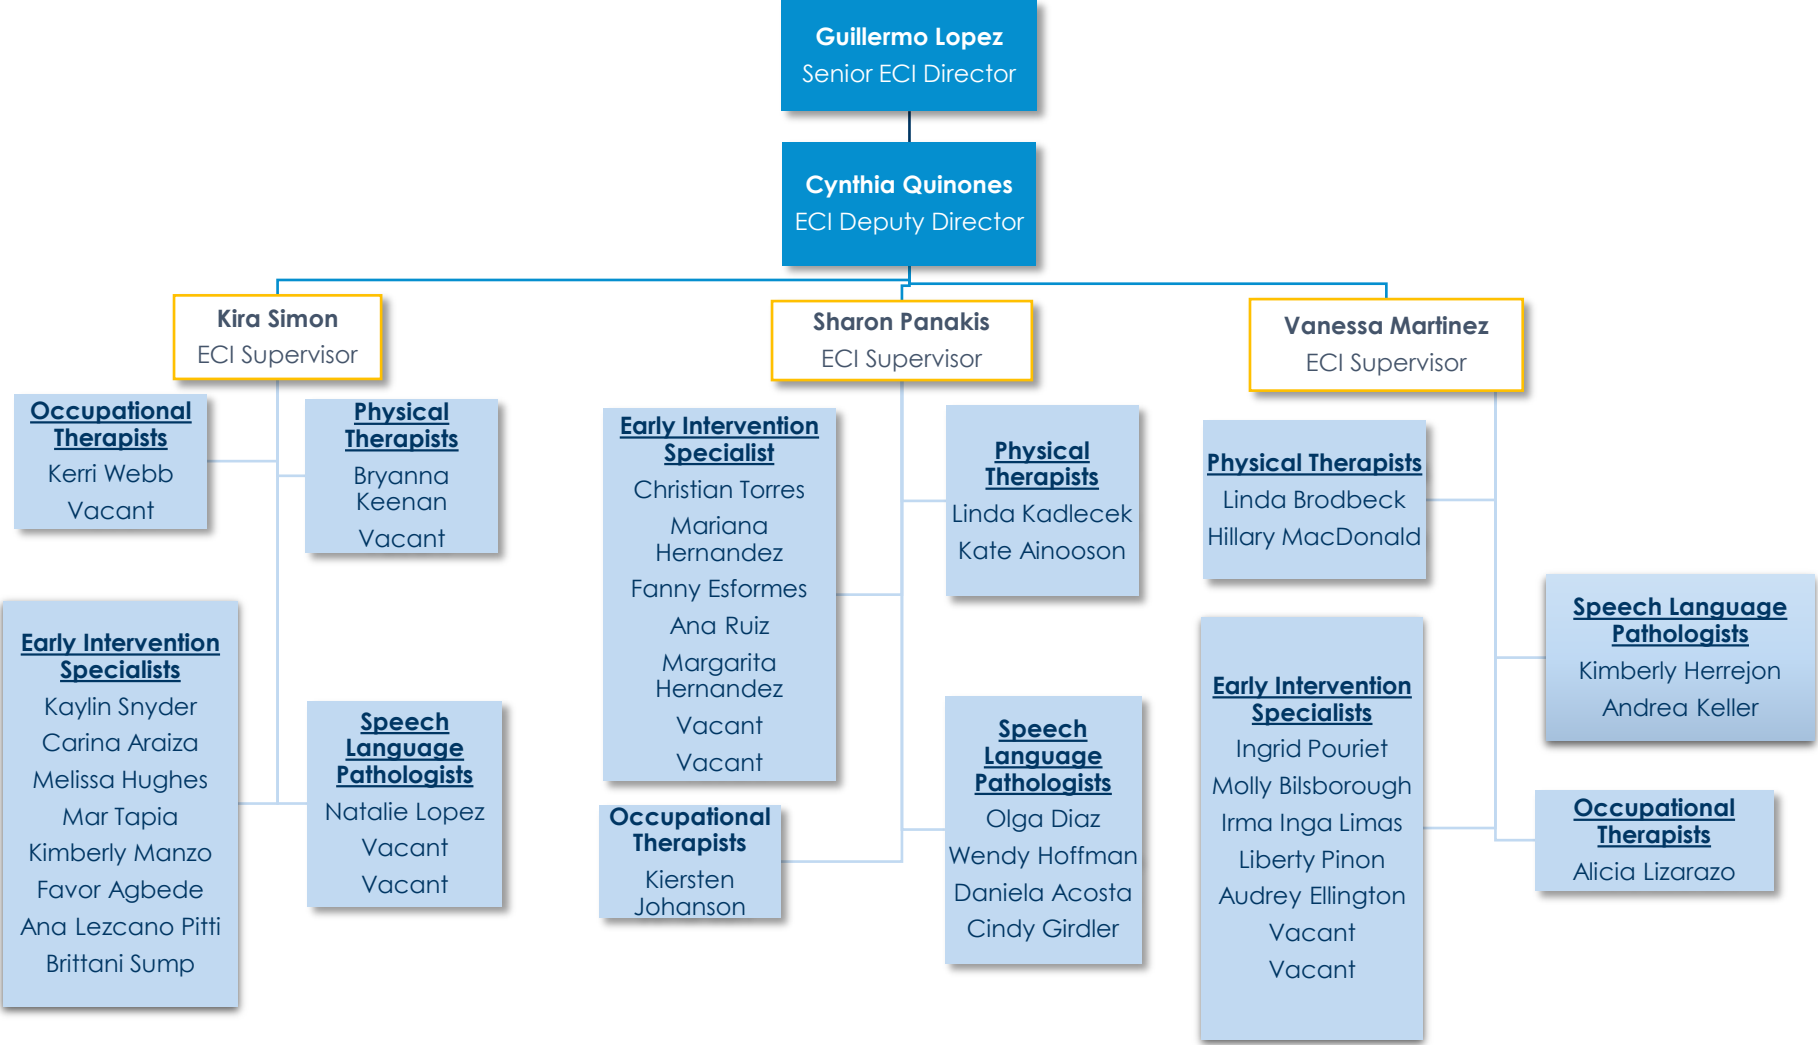 Guillermo Lopez
Senior ECI Director
Cynthia Quinones
ECI Deputy Director
Kira Simon
ECI Supervisor
Occupational
Therapists
Kerri Webb
Vacant
Physical
Therapists
Bryanna
Keenan
Vacant
Early Intervention
Specialists
Kaylin Snyder
Carina Araiza
Melissa Hughes
Mar Tapia
Kimberly Manzo
Favor Agbede
Ana Lezcano Pitti
Brittani Sump
Speech
Language
Pathologists
Natalie Lopez
Vacant
Vacant
Sharon Panakis
ECI Supervisor
Early Intervention
Specialist
Christian Torres
Mariana
Hernandez
Fanny Esformes
Ana Ruiz
Margarita
Hernandez
Vacant
Vacant
Physical
Therapists
Linda Kadlecek
Kate Ainooson
Occupational
Therapists
Kiersten
Johanson
Speech
Language
Pathologists
Olga Diaz
Wendy Hoffman
Daniela Acosta
Cindy Girdler
Vanessa Martinez
ECI Supervisor
Physical Therapists
Linda Brodbeck
Hillary MacDonald
Speech Language
Pathologists
Kimberly Herrejon
Andrea Keller
Early Intervention
Specialists
Ingrid Pouriet
Molly Bilsborough
Irma Inga Limas
Liberty Pinon
Audrey Ellington
Vacant
Vacant
Occupational
Therapists
Alicia Lizarazo